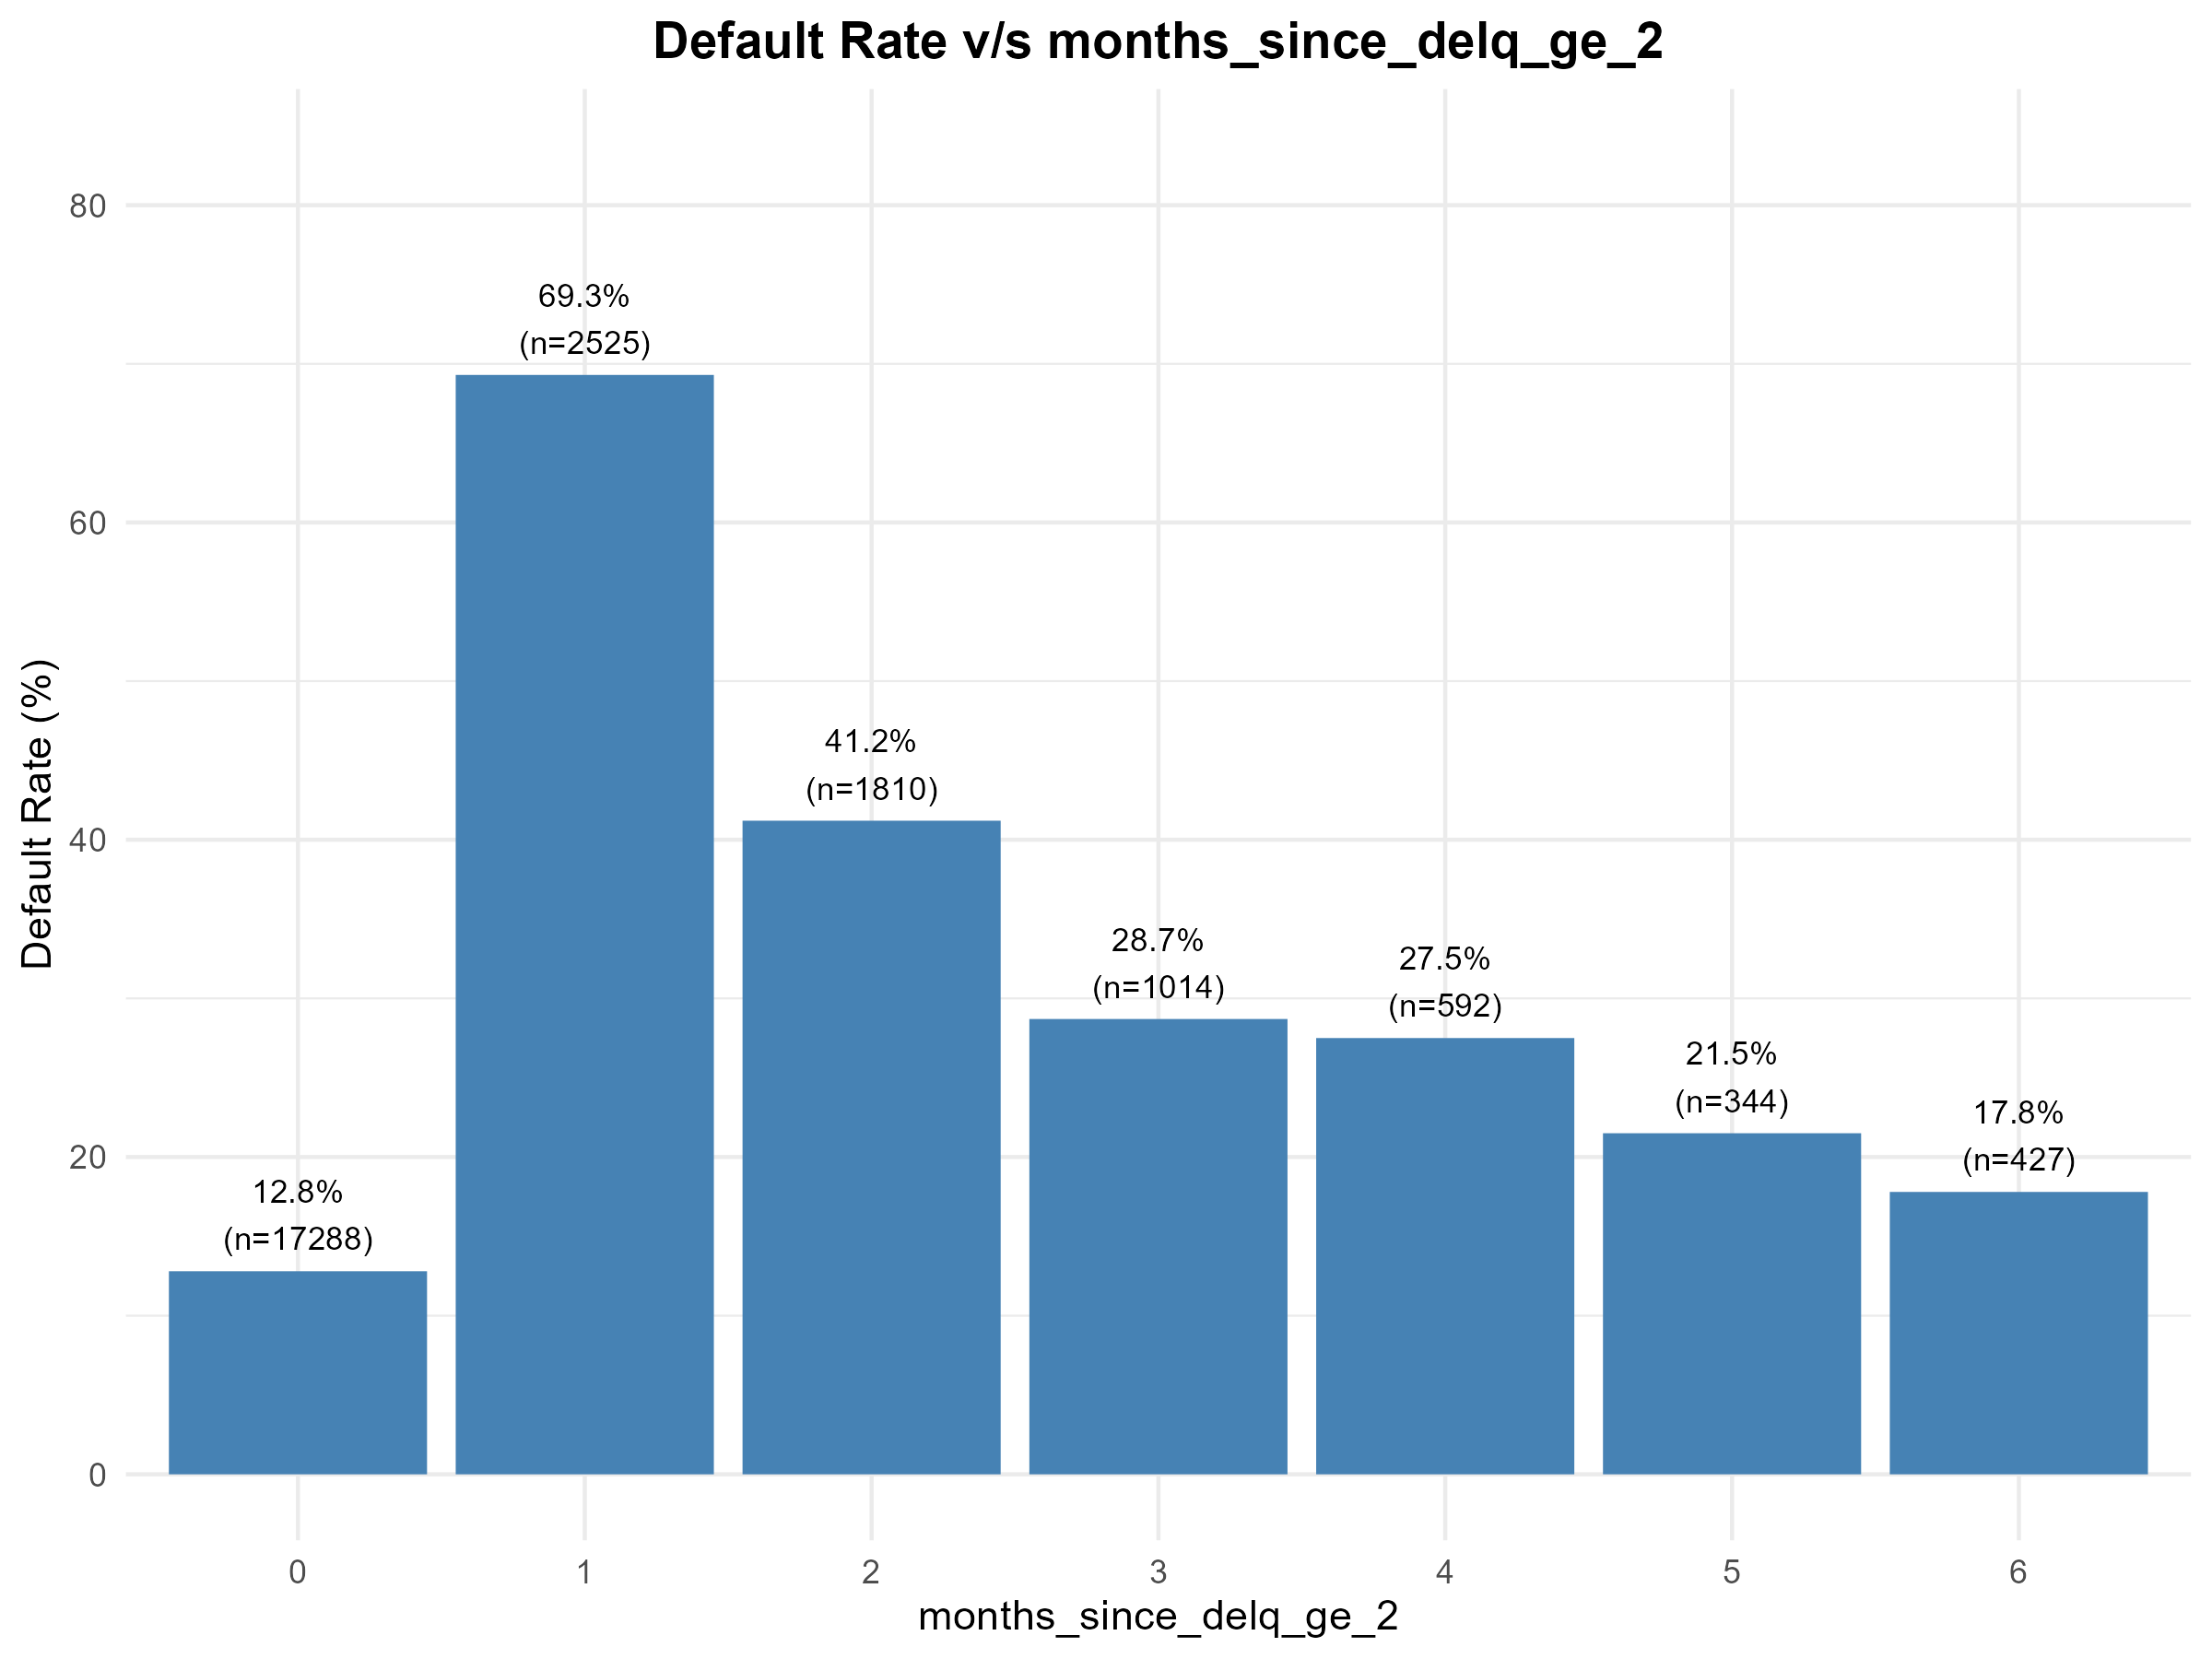 Default Rate v/s months_since_delq_ge_2
80
60
40
20
0
Default Rate (%)
12.8%
(n=17288)
69.3%
(n=2525)
41.2%
(n=1810)
28.7%
(n=1014)
27.5%
(n=592)
21.5%
(n=344)
17.8%
(n=427)
0 1 2 3 4 5 6
months_since_delq_ge_2